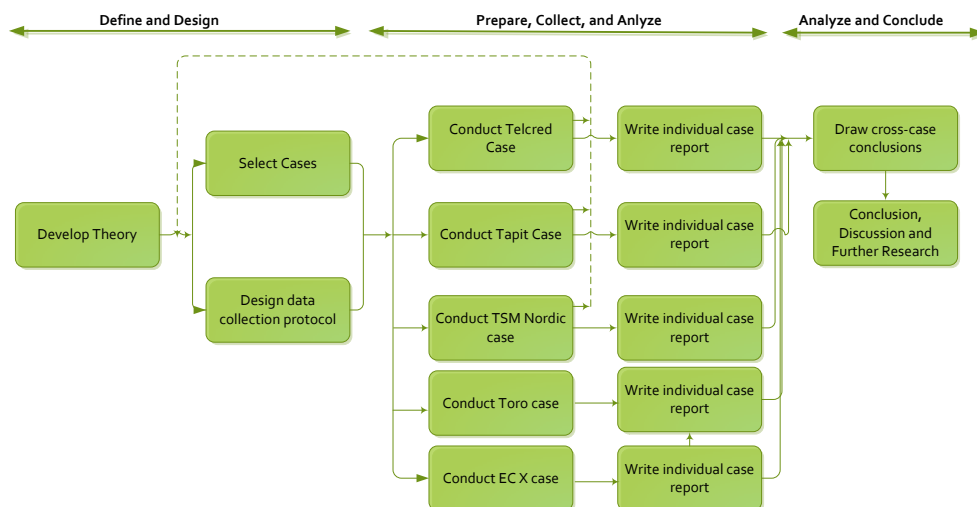 Define and Design
Prepare, Collect, and Anlyze
Analyze and Conclude
Develop Theory
Select Cases
Design data
collection protocol
Conduct Telcred
Case
Write individual case
report
Conduct Tapit Case
Write individual case
report
Conduct TSM Nordic
case
Write individual case
report
Conduct Toro case
Write individual case
report
Conduct EC X case
Write individual case
report
Draw cross-case
conclusions
Conclusion,
Discussion and
Further Research